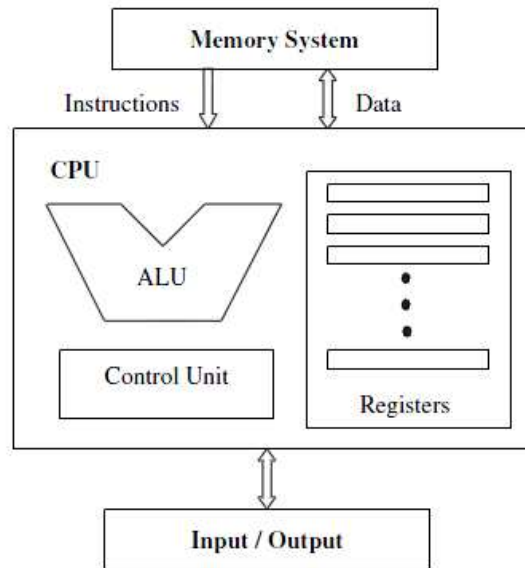 Memory System
Instructions
Data
CPU
ALU
Control Unit
Registers
Input / Output